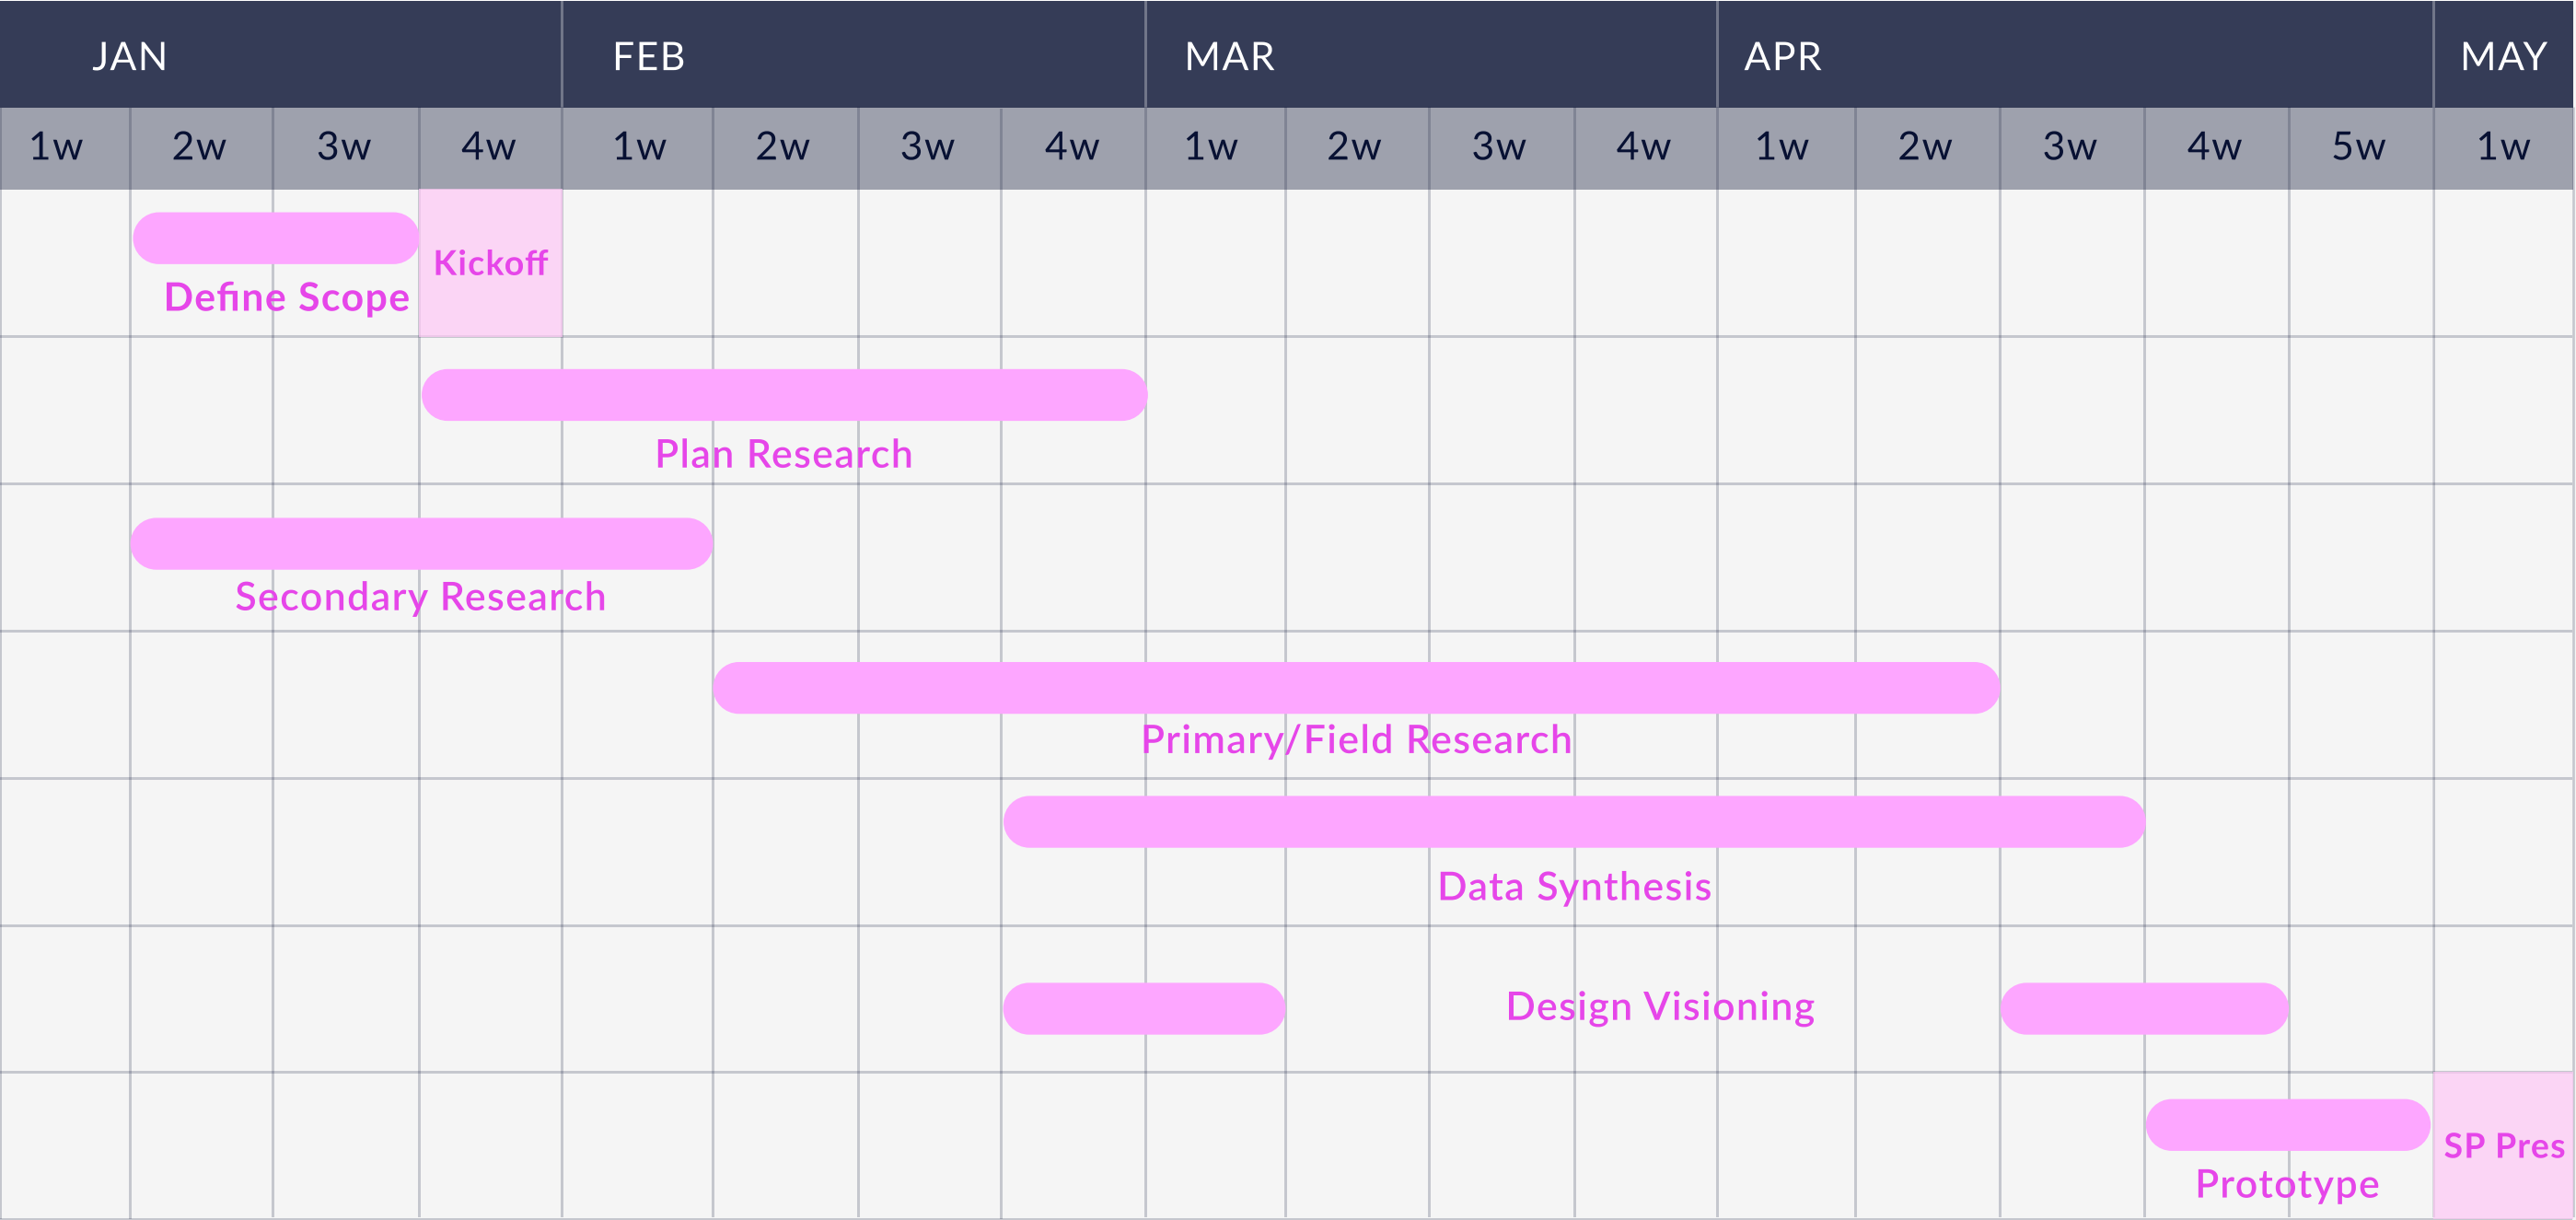 JAN FEB MAR APR MAY
1w 2w 3w 4w 1w 2w 3w 4w 1w 2w 3w 4w 1w 2w 3w 4w 5w 1w
Kickoff
Define Scope
Plan Research
Secondary Research
Primary/Field Research
Data Synthesis
Design Visioning
SP Pres
Prototype